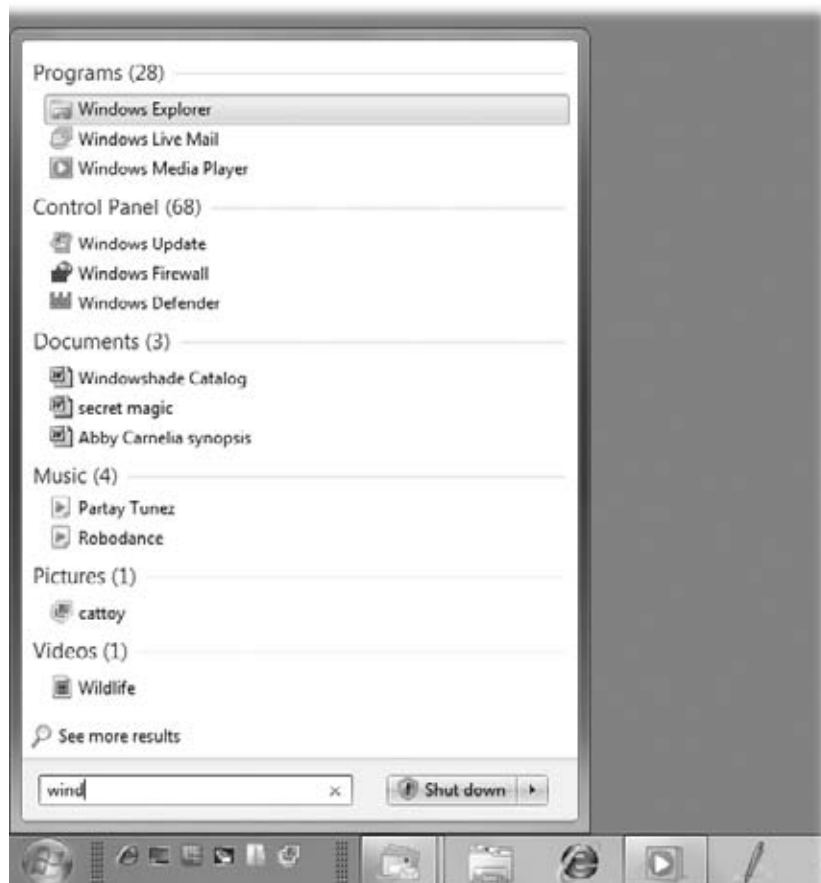 Programs (28)
Windows Explorer
Windows Live Mail
Windows Media Player
Control Panel (68)
Windows Update
Windows Firewall
Windows Defender
Documents (3)
Windowshade Catalog
secret magic
Abby Carnelia synopsis
Music (4)
Partay Tunez
Robodance
Pictures (1)
cattoy
Videos (1)
Wildlife
See more results
wind
Shut down